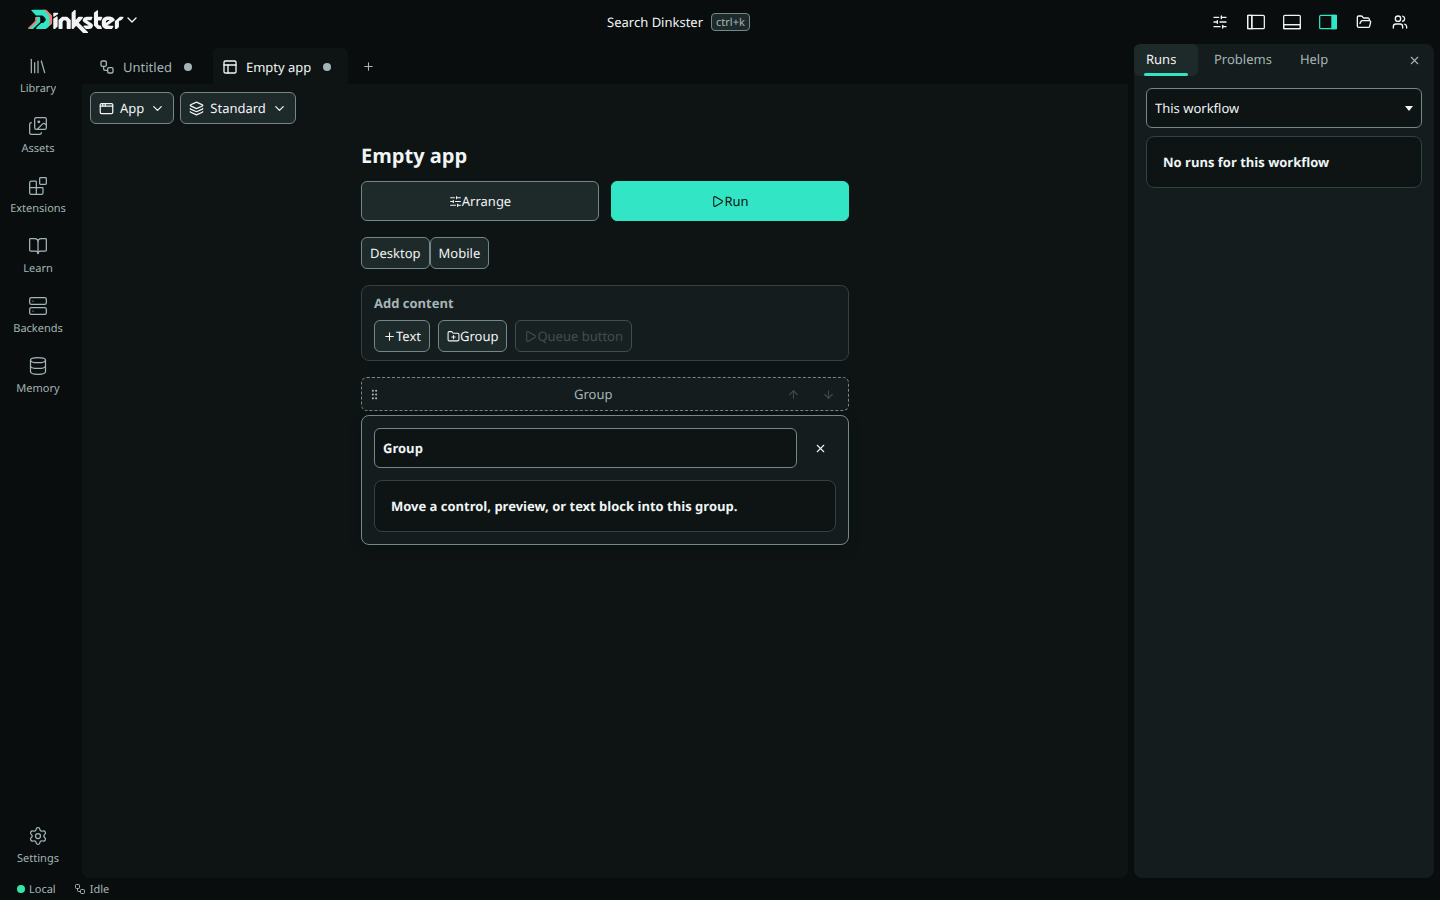 Dinkster
Search Dinkster ctrl+k
Library
Assets
Extensions
Learn
Backends
Memory
Settings
Untitled
Empty app
App
Standard
Empty app
Arrange
Run
Desktop
Mobile
Add content
Text
Group
Queue button
Group
Group
Move a control, preview, or text block into this group.
Runs
Problems
Help
This workflow
No runs for this workflow
Local
Idle